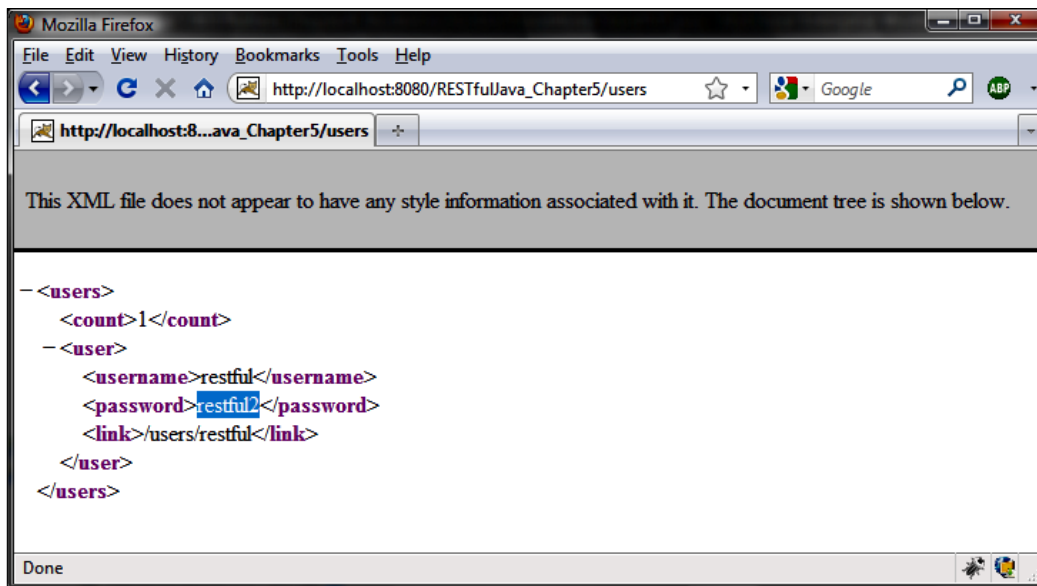 Mozilla Firefox
File Edit View History Bookmarks Tools Help
http://localhost:8080/RESTfulJava_Chapter5/users Google ABP
http://localhost:8...ava_Chapter5/users
This XML file does not appear to have any style information associated with it. The document tree is shown below.
−<users>
<count>1</count>
−<user>
<username>restful</username>
<password>restful2</password>
<link>/users/restful</link>
</user>
</users>
Done